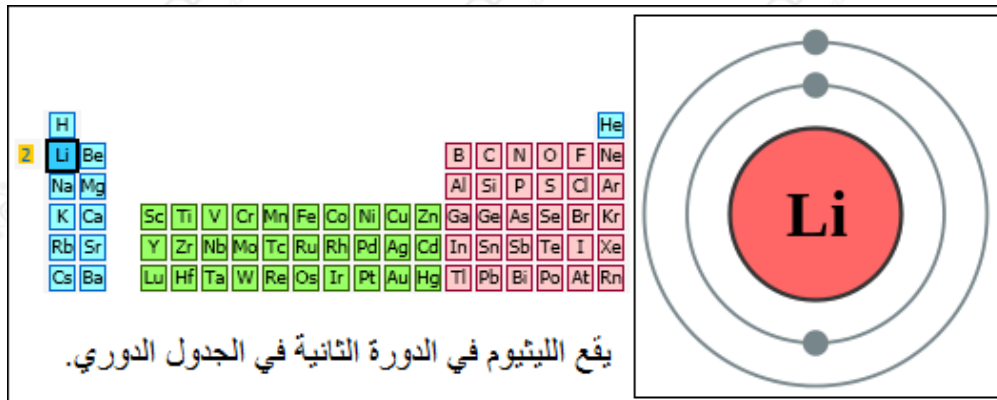 H He
2 Li Be B C N O F Ne
Na Mg Al Si P S Cl Ar
K Ca Sc Ti V Cr Mn Fe Co Ni Cu Zn Ga Ge As Se Br Kr
Rb Sr Y Zr Nb Mo Tc Ru Rh Pd Ag Cd In Sn Sb Te I Xe
Cs Ba Lu Hf Ta W Re Os Ir Pt Au Hg Tl Pb Bi Po At Rn
يقع الليثيوم في الدورة الثانية في الجدول الدوري.
Li